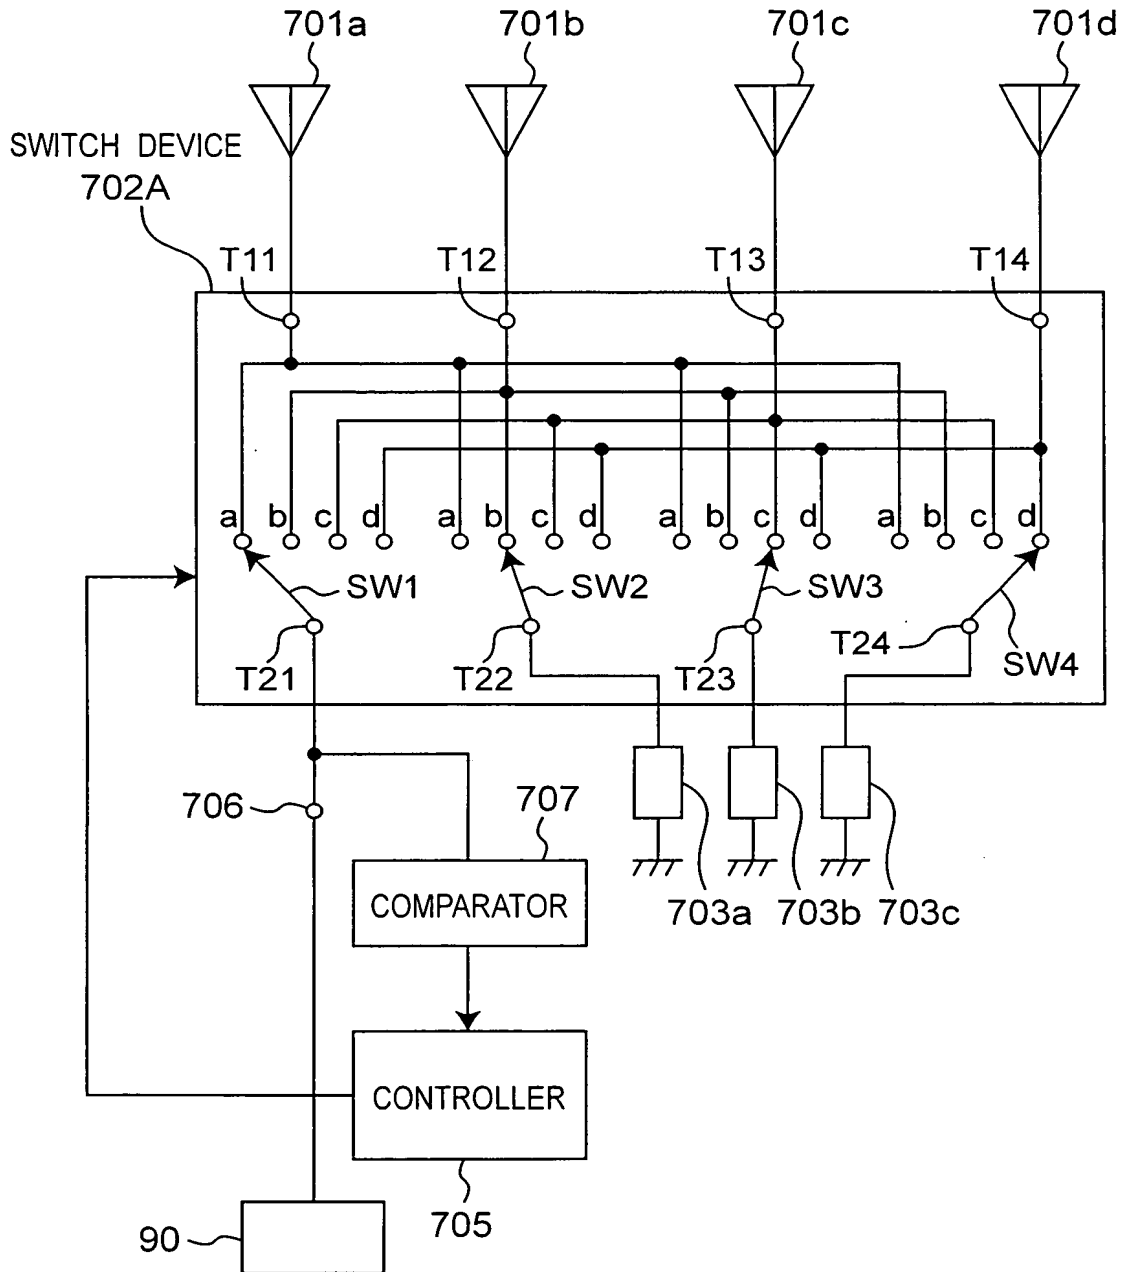 701a 701b 701c 701d
SWITCH DEVICE
702A
T11 T12 T13 T14
a b c d a b c d a b c d a b c d
SW1 SW2 SW3 SW4
T21 T22 T23 T24
706
707
COMPARATOR
703a 703b 703c
CONTROLLER
705
90